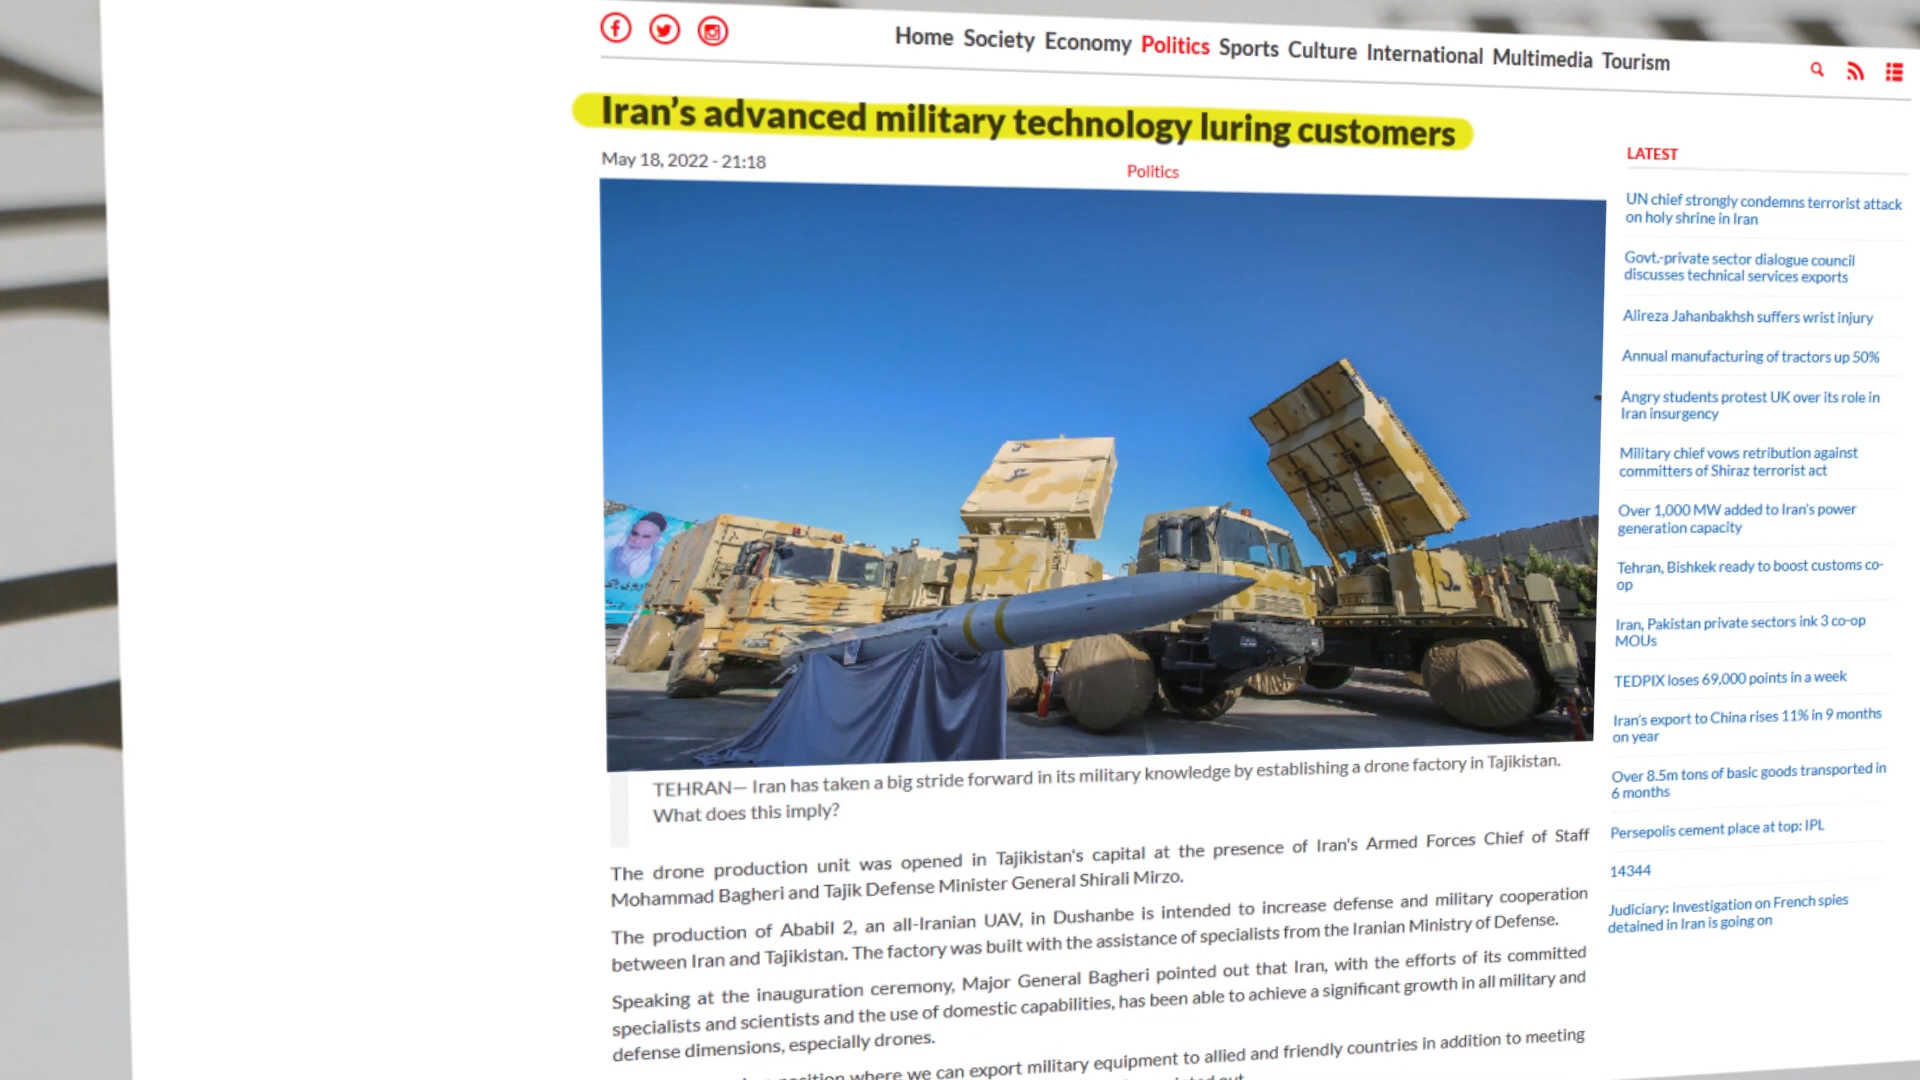 Home Society Economy Politics Sports Culture International Multimedia Tourism
Iran's advanced military technology luring customers
May 18, 2022 - 21:18
Politics
TEHRAN— Iran has taken a big stride forward in its military knowledge by establishing a drone factory in Tajikistan.
What does this imply?
The drone production unit was opened in Tajikistan's capital at the presence of Iran's Armed Forces Chief of Staff
Mohammad Bagheri and Tajik Defense Minister General Shirali Mirzo.
The production of Ababil 2, an all-Iranian UAV, in Dushanbe is intended to increase defense and military cooperation
between Iran and Tajikistan. The factory was built with the assistance of specialists from the Iranian Ministry of Defense.
Speaking at the inauguration ceremony, Major General Bagheri pointed out that Iran, with the efforts of its committed
specialists and scientists and the use of domestic capabilities, has been able to achieve a significant growth in all military and
defense dimensions, especially drones.
where we can export military equipment to allied and friendly countries in addition to meeting
LATEST
UN chief strongly condemns terrorist attack
on holy shrine in Iran
Govt.-private sector dialogue council
discusses technical services exports
Alireza Jahanbakhsh suffers wrist injury
Annual manufacturing of tractors up 50%
Angry students protest UK over its role in
Iran insurgency
Military chief vows retribution against
committers of Shiraz terrorist act
Over 1,000 MW added to Iran's power
generation capacity
Tehran, Bishkek ready to boost customs co-
op
Iran, Pakistan private sectors ink 3 co-op
MOUs
TEDPIX loses 69,000 points in a week
Iran's export to China rises 11% in 9 months
on year
Over 8.5m tons of basic goods transported in
6 months
Persepolis cement place at top: IPL
14344
Judiciary: Investigation on French spies
detained in Iran is going on